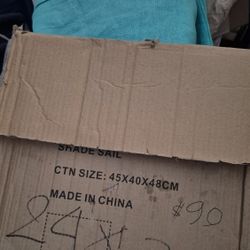 SHADE SAIL
CTN SIZE: 45X40X48CM
MADE IN CHINA
$90